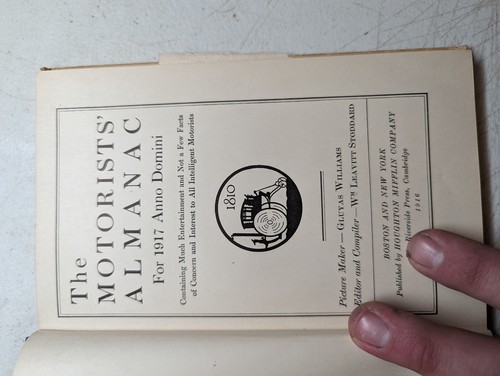 The
MOTORISTS'
ALMANAC
For 1917 Anno Domini
Containing Much Entertainment and Not a Few Facts
of Concern and Interest to All Intelligent Motorists
1810
Picture Maker — Gluyas Williams
Editor and Compiler — Wm Leavitt Stoddard
BOSTON AND NEW YORK
Published by HOUGHTON MIFFLIN COMPANY
Riverside Press, Cambridge
1916